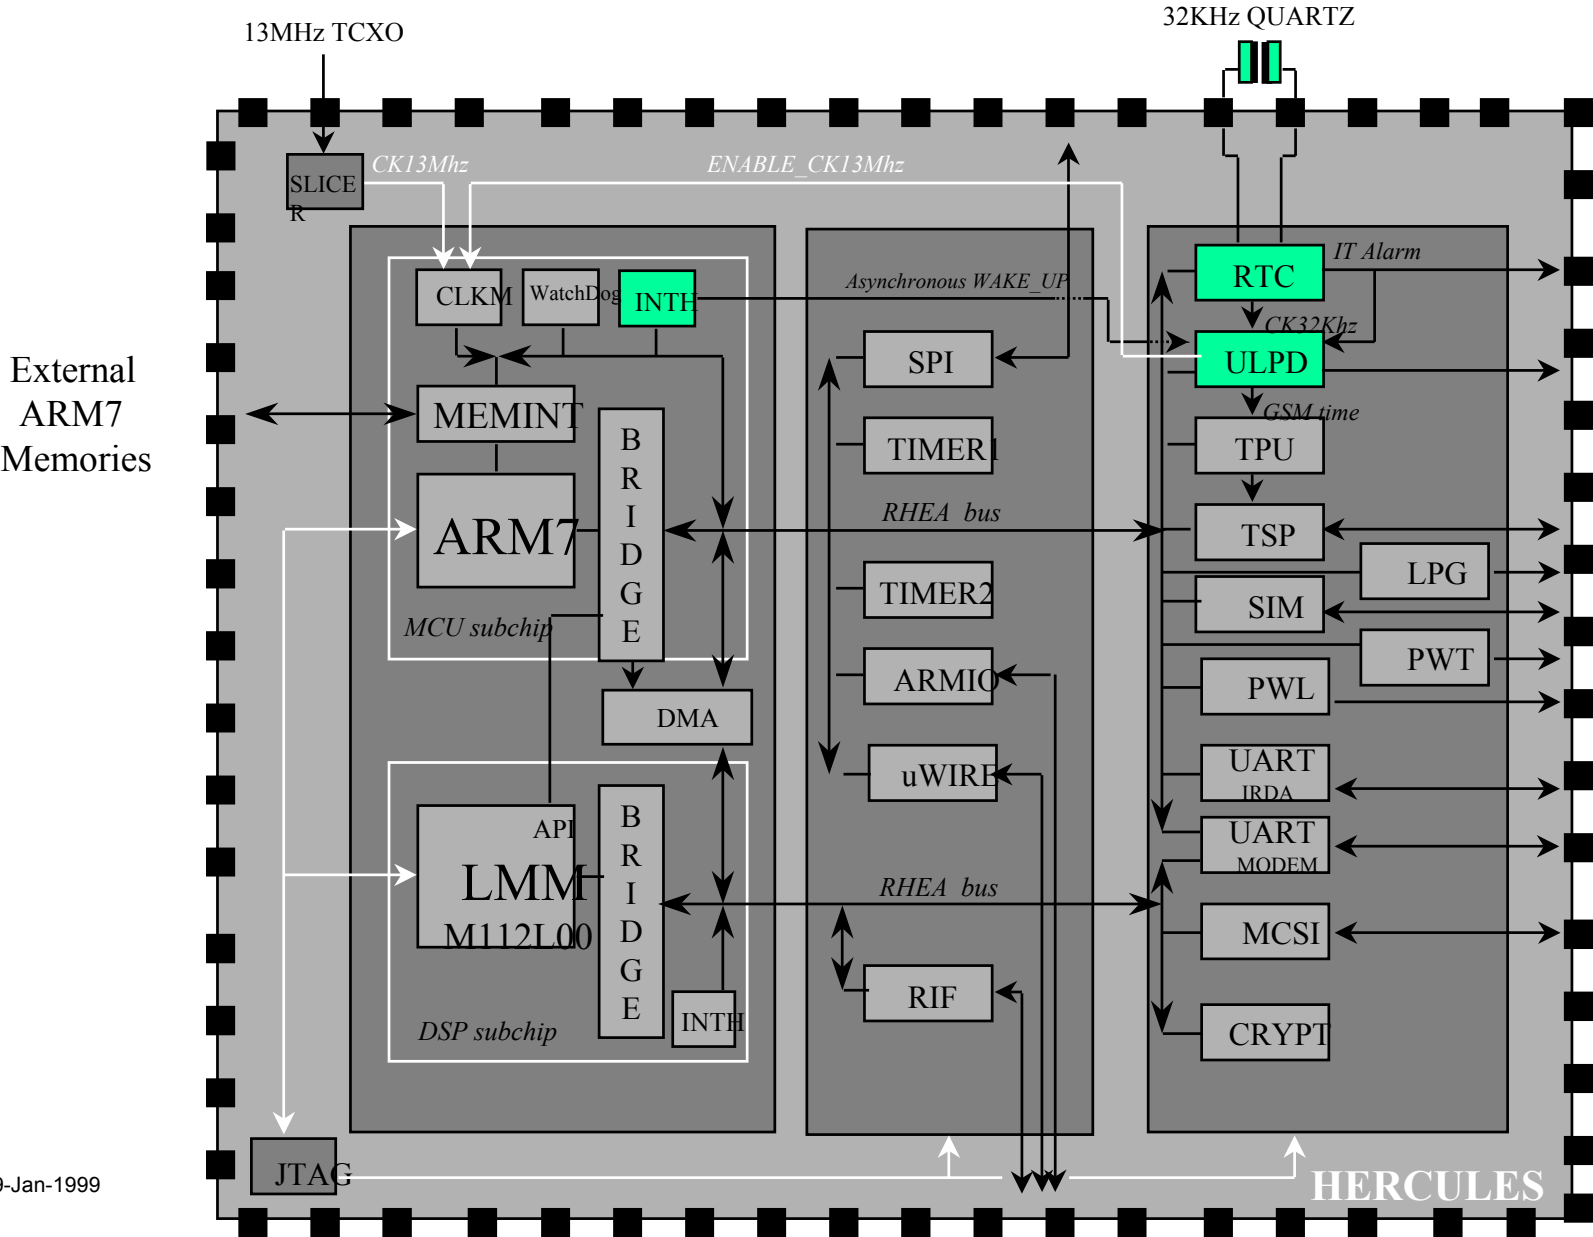 32KHz QUARTZ
13MHz TCXO
CK13Mhz
ENABLE_CK13Mhz
SLICE
R
IT Alarm
RTC
Asynchronous WAKE_UP
CLKM
WatchDog
INTH
CK32Khz
External
ARM7
Memories
SPI
ULPD
GSM time
MEMINT
B
R
I
D
G
E
TIMER1
TPU
RHEA bus
ARM7
TSP
LPG
TIMER2
SIM
MCU subchip
PWT
ARMIO
PWL
DMA
uWIRE
UART
IRDA
API
B
R
I
D
G
E
UART
MODEM
LMM
M112L00
RHEA bus
MCSI
RIF
INTH
DSP subchip
CRYPT
JTAG
HERCULES
9-Jan-1999